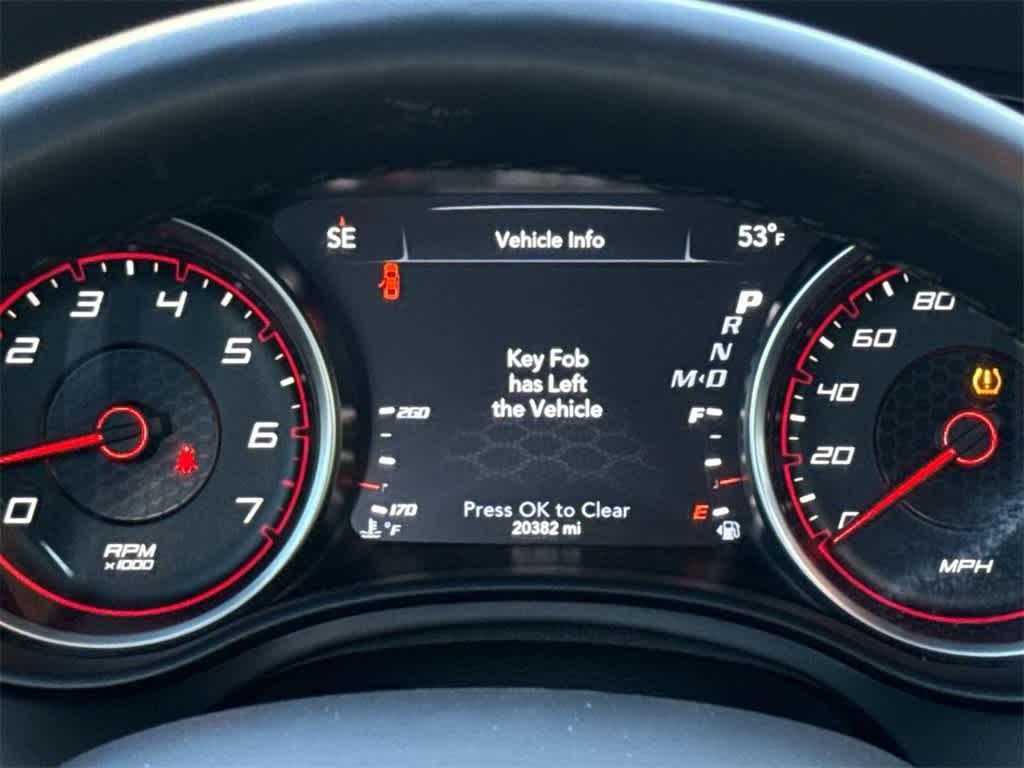 SE
Vehicle Info
53°F
3
4
2
5
6
0
7
RPM
x1000
Key Fob
has Left
the Vehicle
260
170
°F
Press OK to Clear
20382 mi
P
R
N
M◂D
F
E
80
60
40
20
0
MPH